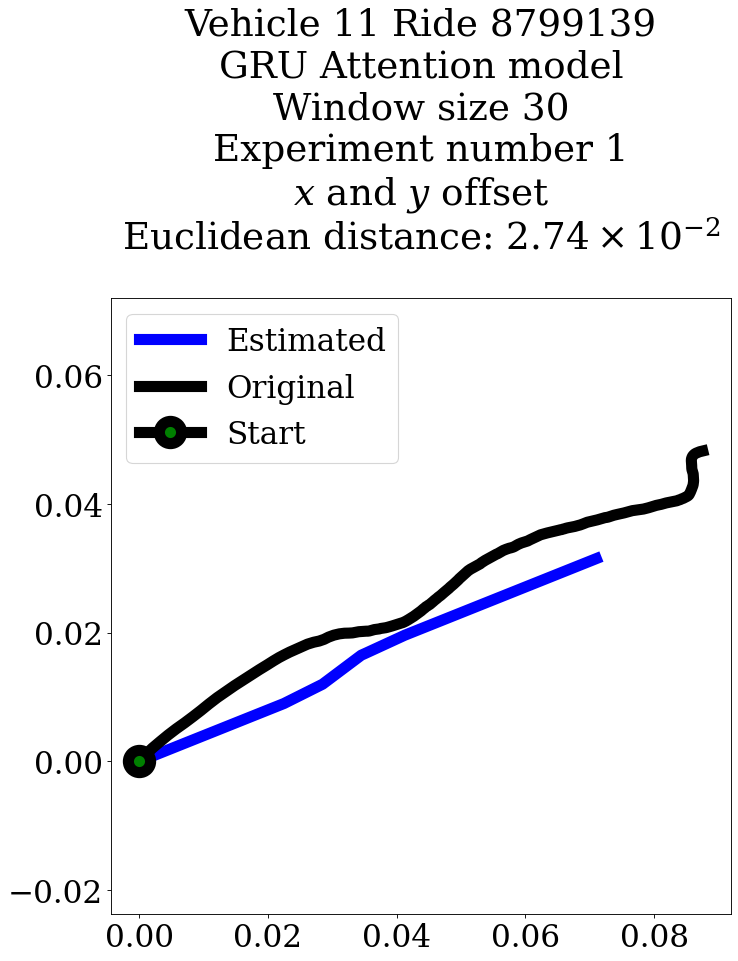 Vehicle 11 Ride 8799139
GRU Attention model
Window size 30
Experiment number 1
x and y offset
Euclidean distance: 2.74 × 10⁻²
Estimated
Original
Start
0.06
0.04
0.02
0.00
−0.02
0.00 0.02 0.04 0.06 0.08